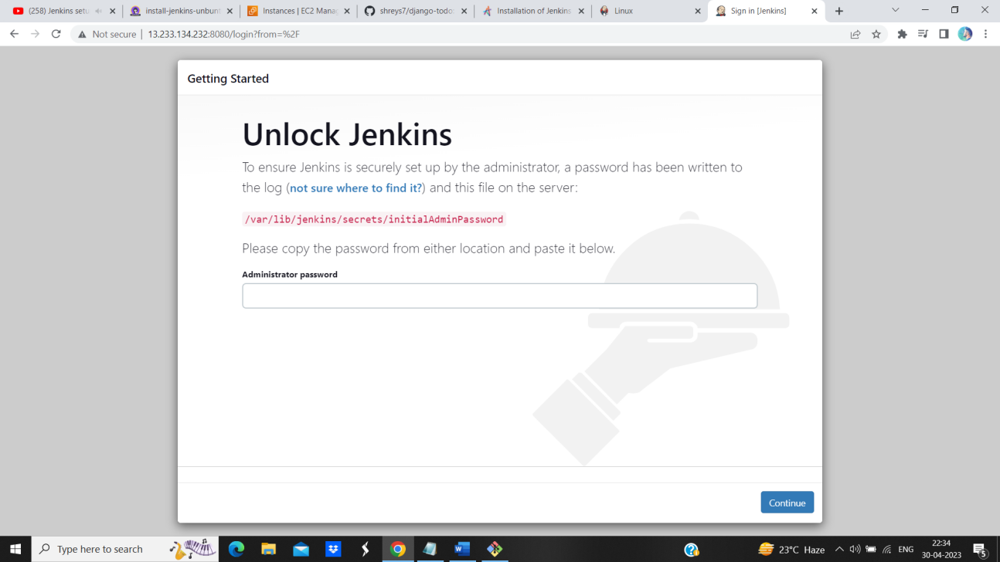 (258) Jenkins setu
install-jenkins-unbunt
Instances | EC2 Manag
shreys7/django-todo:
Installation of Jenkins
Linux
Sign in [Jenkins]
Not secure | 13.233.134.232:8080/login?from=%2F
Getting Started
Unlock Jenkins
To ensure Jenkins is securely set up by the administrator, a password has been written to
the log (not sure where to find it?) and this file on the server:
/var/lib/jenkins/secrets/initialAdminPassword
Please copy the password from either location and paste it below.
Administrator password
Continue
Type here to search
23°C Haze
ENG
22:34
30-04-2023
5